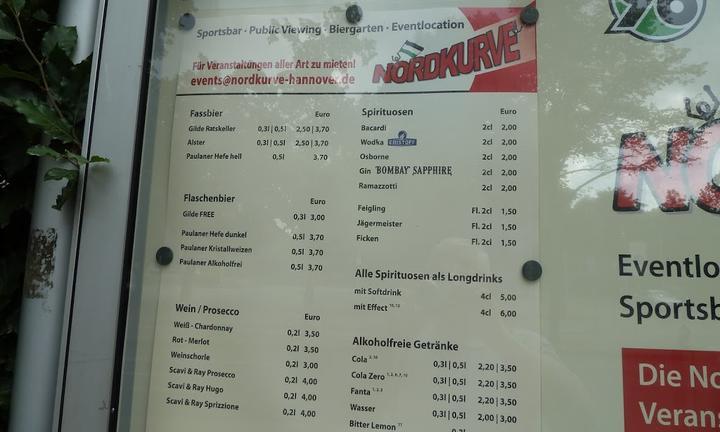 Sportsbar · Public Viewing · Biergarten · Eventlocation
Für Veranstaltungen aller Art zu mieten!
events@nordkurve-hannover.de
NORDKURVE
Fassbier Euro
Gilde Ratskeller 0,3l | 0,5l 2,50 | 3,70
Alster 0,3l | 0,5l 2,50 | 3,70
Paulaner Hefe hell 0,5l 3,70
Flaschenbier Euro
Gilde FREE 0,3l 3,00
Paulaner Hefe dunkel 0,5l 3,70
Paulaner Kristallweizen 0,5l 3,70
Paulaner Alkoholfrei 0,5l 3,70
Wein / Prosecco Euro
Weiß - Chardonnay 0,2l 3,50
Rot - Merlot 0,2l 3,50
Weinschorle 0,2l 3,00
Scavi & Ray Prosecco 0,2l 4,00
Scavi & Ray Hugo 0,2l 4,00
Scavi & Ray Sprizzione 0,2l 4,00
Spirituosen Euro
Bacardi 2cl 2,00
Wodka 2cl 2,00
Osborne 2cl 2,00
Gin BOMBAY SAPPHIRE 2cl 2,00
Ramazzotti 2cl 2,00
Feigling Fl. 2cl 1,50
Jägermeister Fl. 2cl 1,50
Ficken Fl. 2cl 1,50
Alle Spirituosen als Longdrinks
mit Softdrink 4cl 5,00
mit Effect 4cl 6,00
Alkoholfreie Getränke
Cola 0,3l | 0,5l 2,20 | 3,50
Cola Zero 0,3l | 0,5l 2,20 | 3,50
Fanta 0,3l | 0,5l 2,20 | 3,50
Wasser 0,3l | 0,5l 2,00 | 3,00
Bitter Lemon
96
NO
Eventlo
Sportsb
Die No
Veran